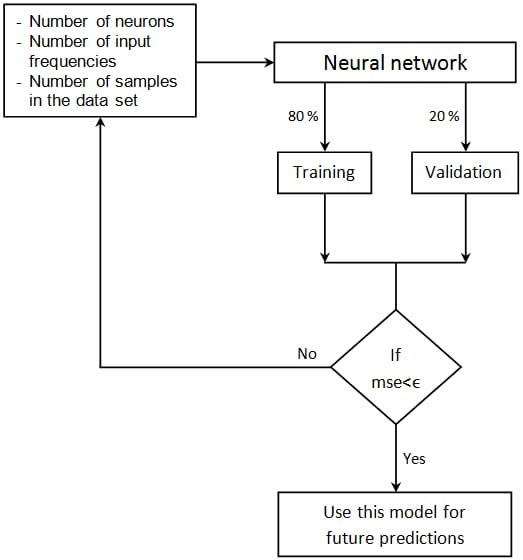 - Number of neurons
- Number of input
frequencies
- Number of samples
in the data set
Neural network
80 %
20 %
Training
Validation
No
If
mse<ϵ
Yes
Use this model for
future predictions